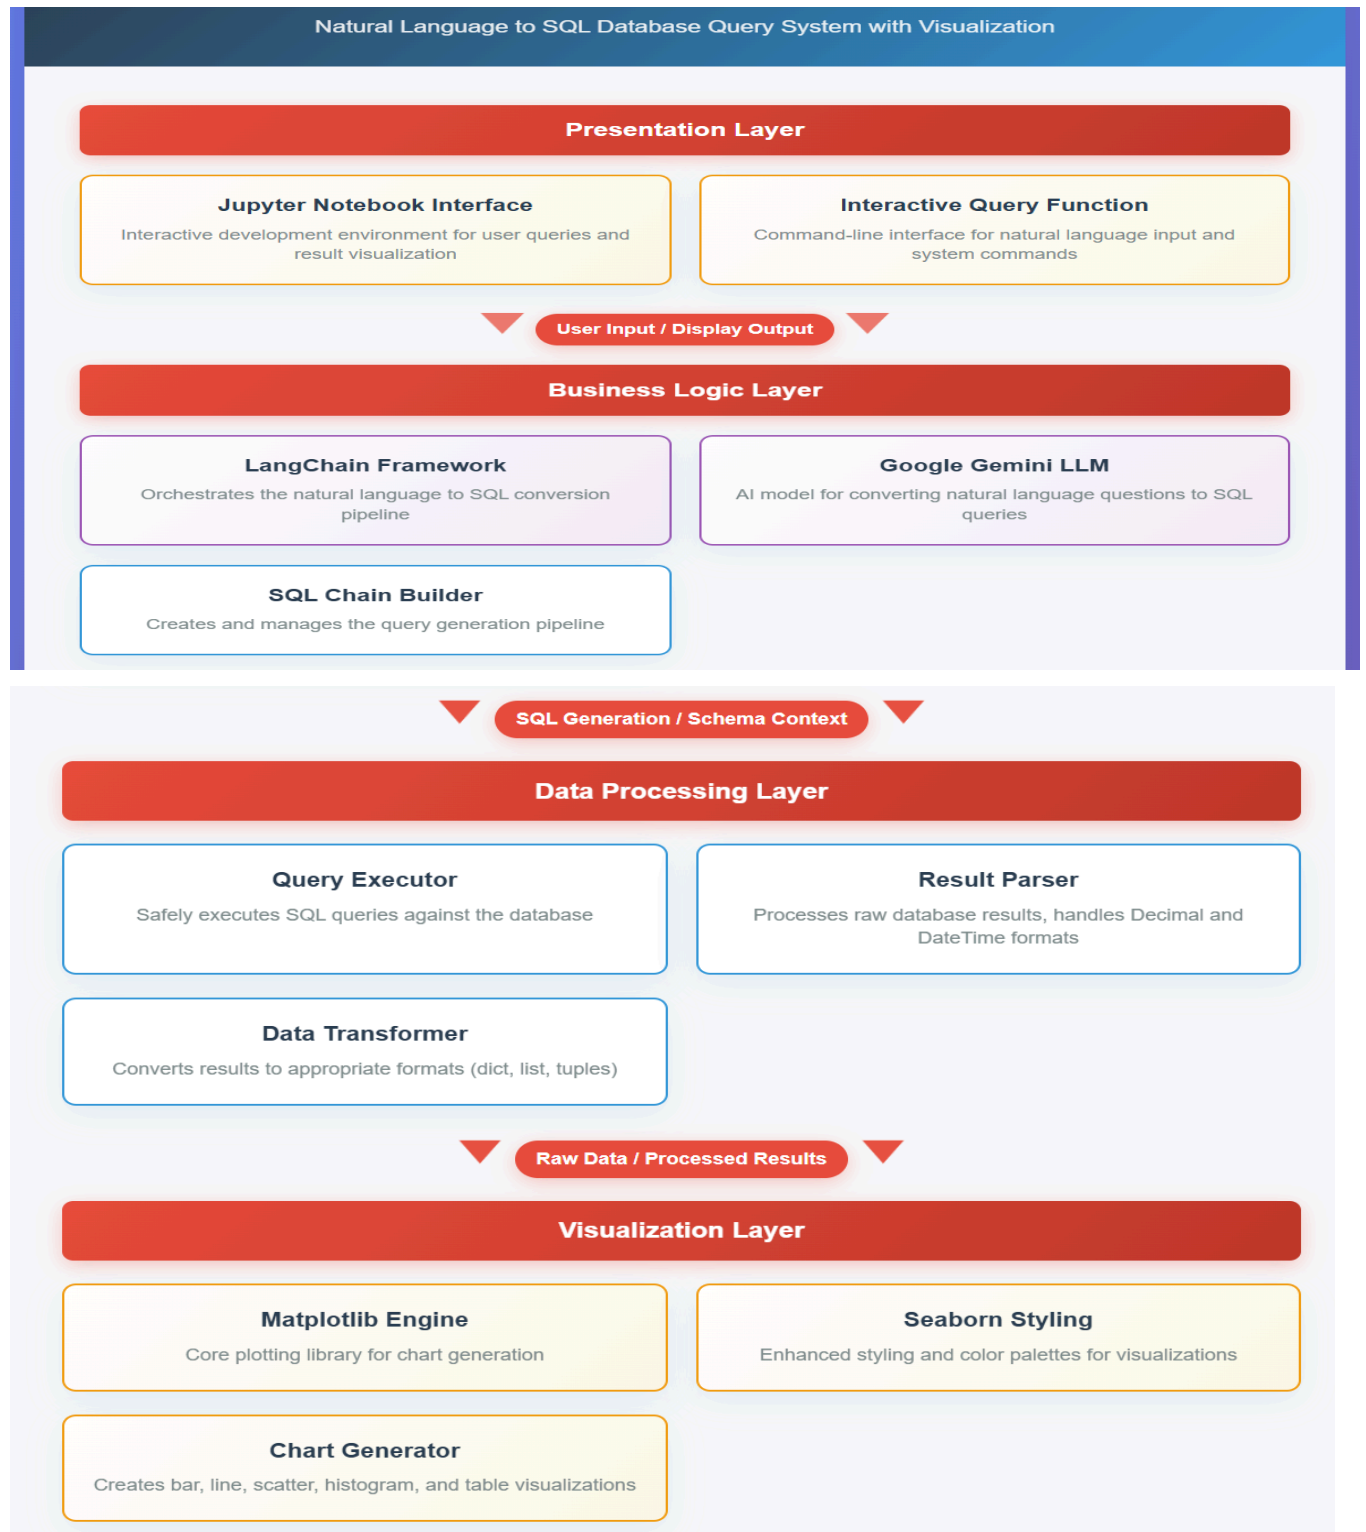 Natural Language to SQL Database Query System with Visualization
Presentation Layer
Jupyter Notebook Interface
Interactive development environment for user queries and
result visualization
Interactive Query Function
Command-line interface for natural language input and
system commands
User Input / Display Output
Business Logic Layer
LangChain Framework
Orchestrates the natural language to SQL conversion
pipeline
Google Gemini LLM
AI model for converting natural language questions to SQL
queries
SQL Chain Builder
Creates and manages the query generation pipeline
SQL Generation / Schema Context
Data Processing Layer
Query Executor
Safely executes SQL queries against the database
Result Parser
Processes raw database results, handles Decimal and
DateTime formats
Data Transformer
Converts results to appropriate formats (dict, list, tuples)
Raw Data / Processed Results
Visualization Layer
Matplotlib Engine
Core plotting library for chart generation
Seaborn Styling
Enhanced styling and color palettes for visualizations
Chart Generator
Creates bar, line, scatter, histogram, and table visualizations